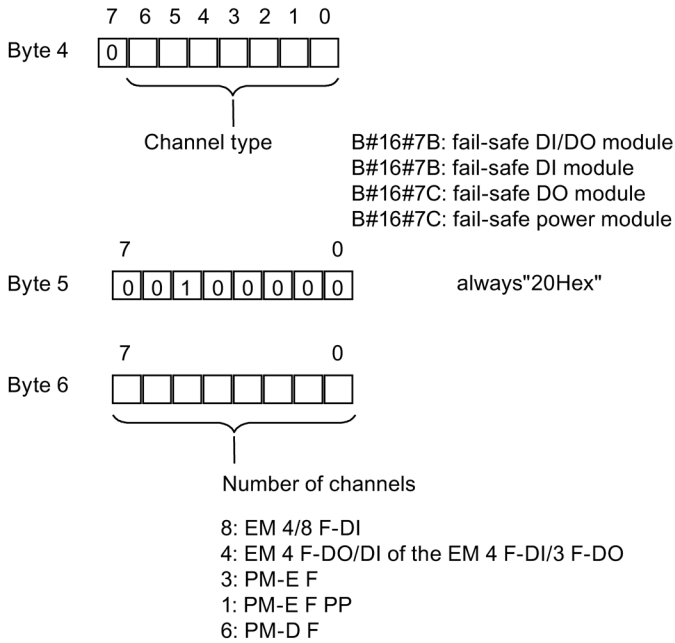 7 6 5 4 3 2 1 0
Byte 4 0
Channel type B#16#7B: fail-safe DI/DO module
B#16#7B: fail-safe DI module
B#16#7C: fail-safe DO module
B#16#7C: fail-safe power module
7 0
Byte 5 0 0 1 0 0 0 0 0 always"20Hex"
7 0
Byte 6
Number of channels
8: EM 4/8 F-DI
4: EM 4 F-DO/DI of the EM 4 F-DI/3 F-DO
3: PM-E F
1: PM-E F PP
6: PM-D F